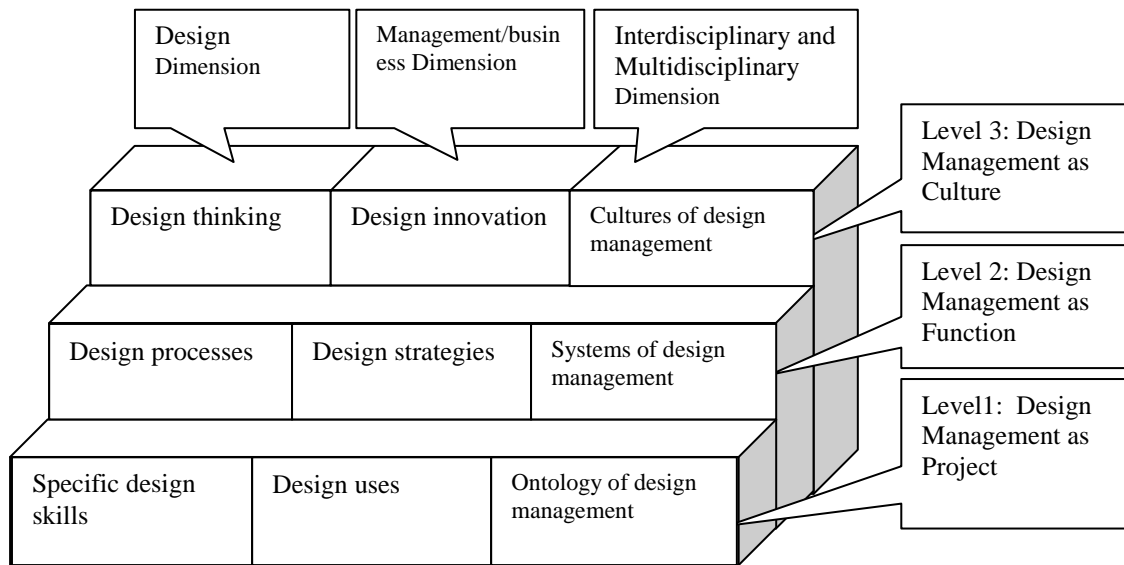 Design
Dimension
Management/busin
ess Dimension
Interdisciplinary and
Multidisciplinary
Dimension
Level 3: Design
Management as
Culture
Design thinking
Design innovation
Cultures of design
management
Level 2: Design
Management as
Function
Design processes
Design strategies
Systems of design
management
Level1:  Design
Management as
Project
Specific design
skills
Design uses
Ontology of design
management